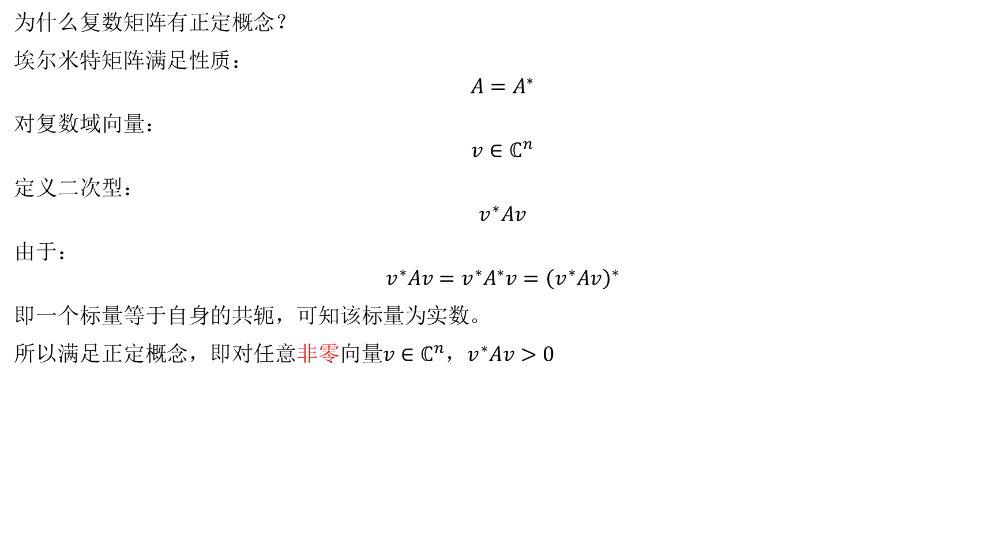 为什么复数矩阵有正定概念？
埃尔米特矩阵满足性质：
A = A*
对复数域向量：
v ∈ ℂⁿ
定义二次型：
v*Av
由于：
v*Av = v*A*v = (v*Av)*
即一个标量等于自身的共轭，可知该标量为实数。
所以满足正定概念，即对任意非零向量v ∈ ℂⁿ，v*Av > 0